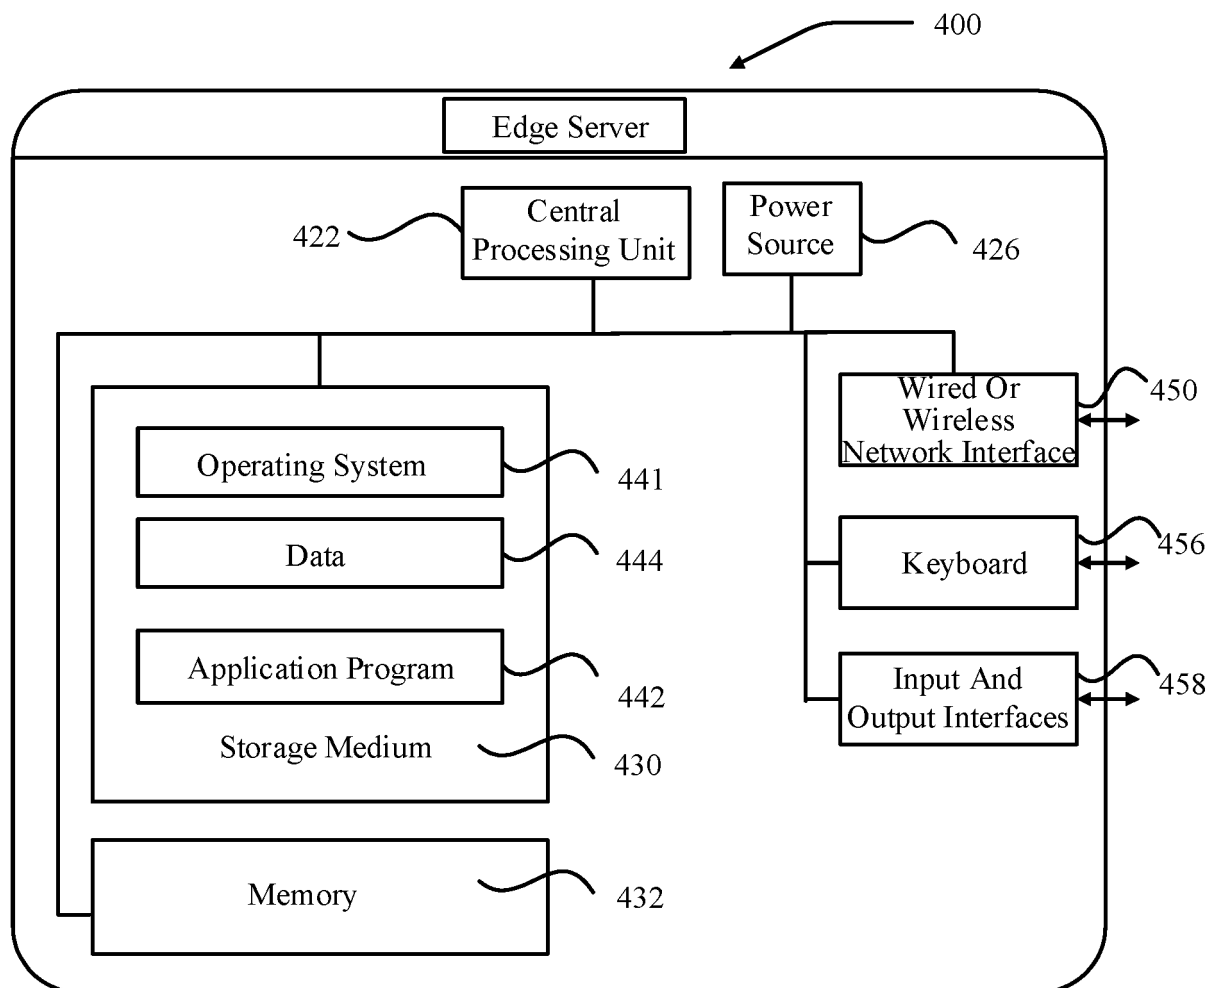 400
Edge Server
Central
Processing Unit
422
Power
Source
426
Wired Or
Wireless
Network Interface
450
Operating System
441
Data
444
Keyboard
456
Application Program
442
Input And
Output Interfaces
458
Storage Medium
430
Memory
432